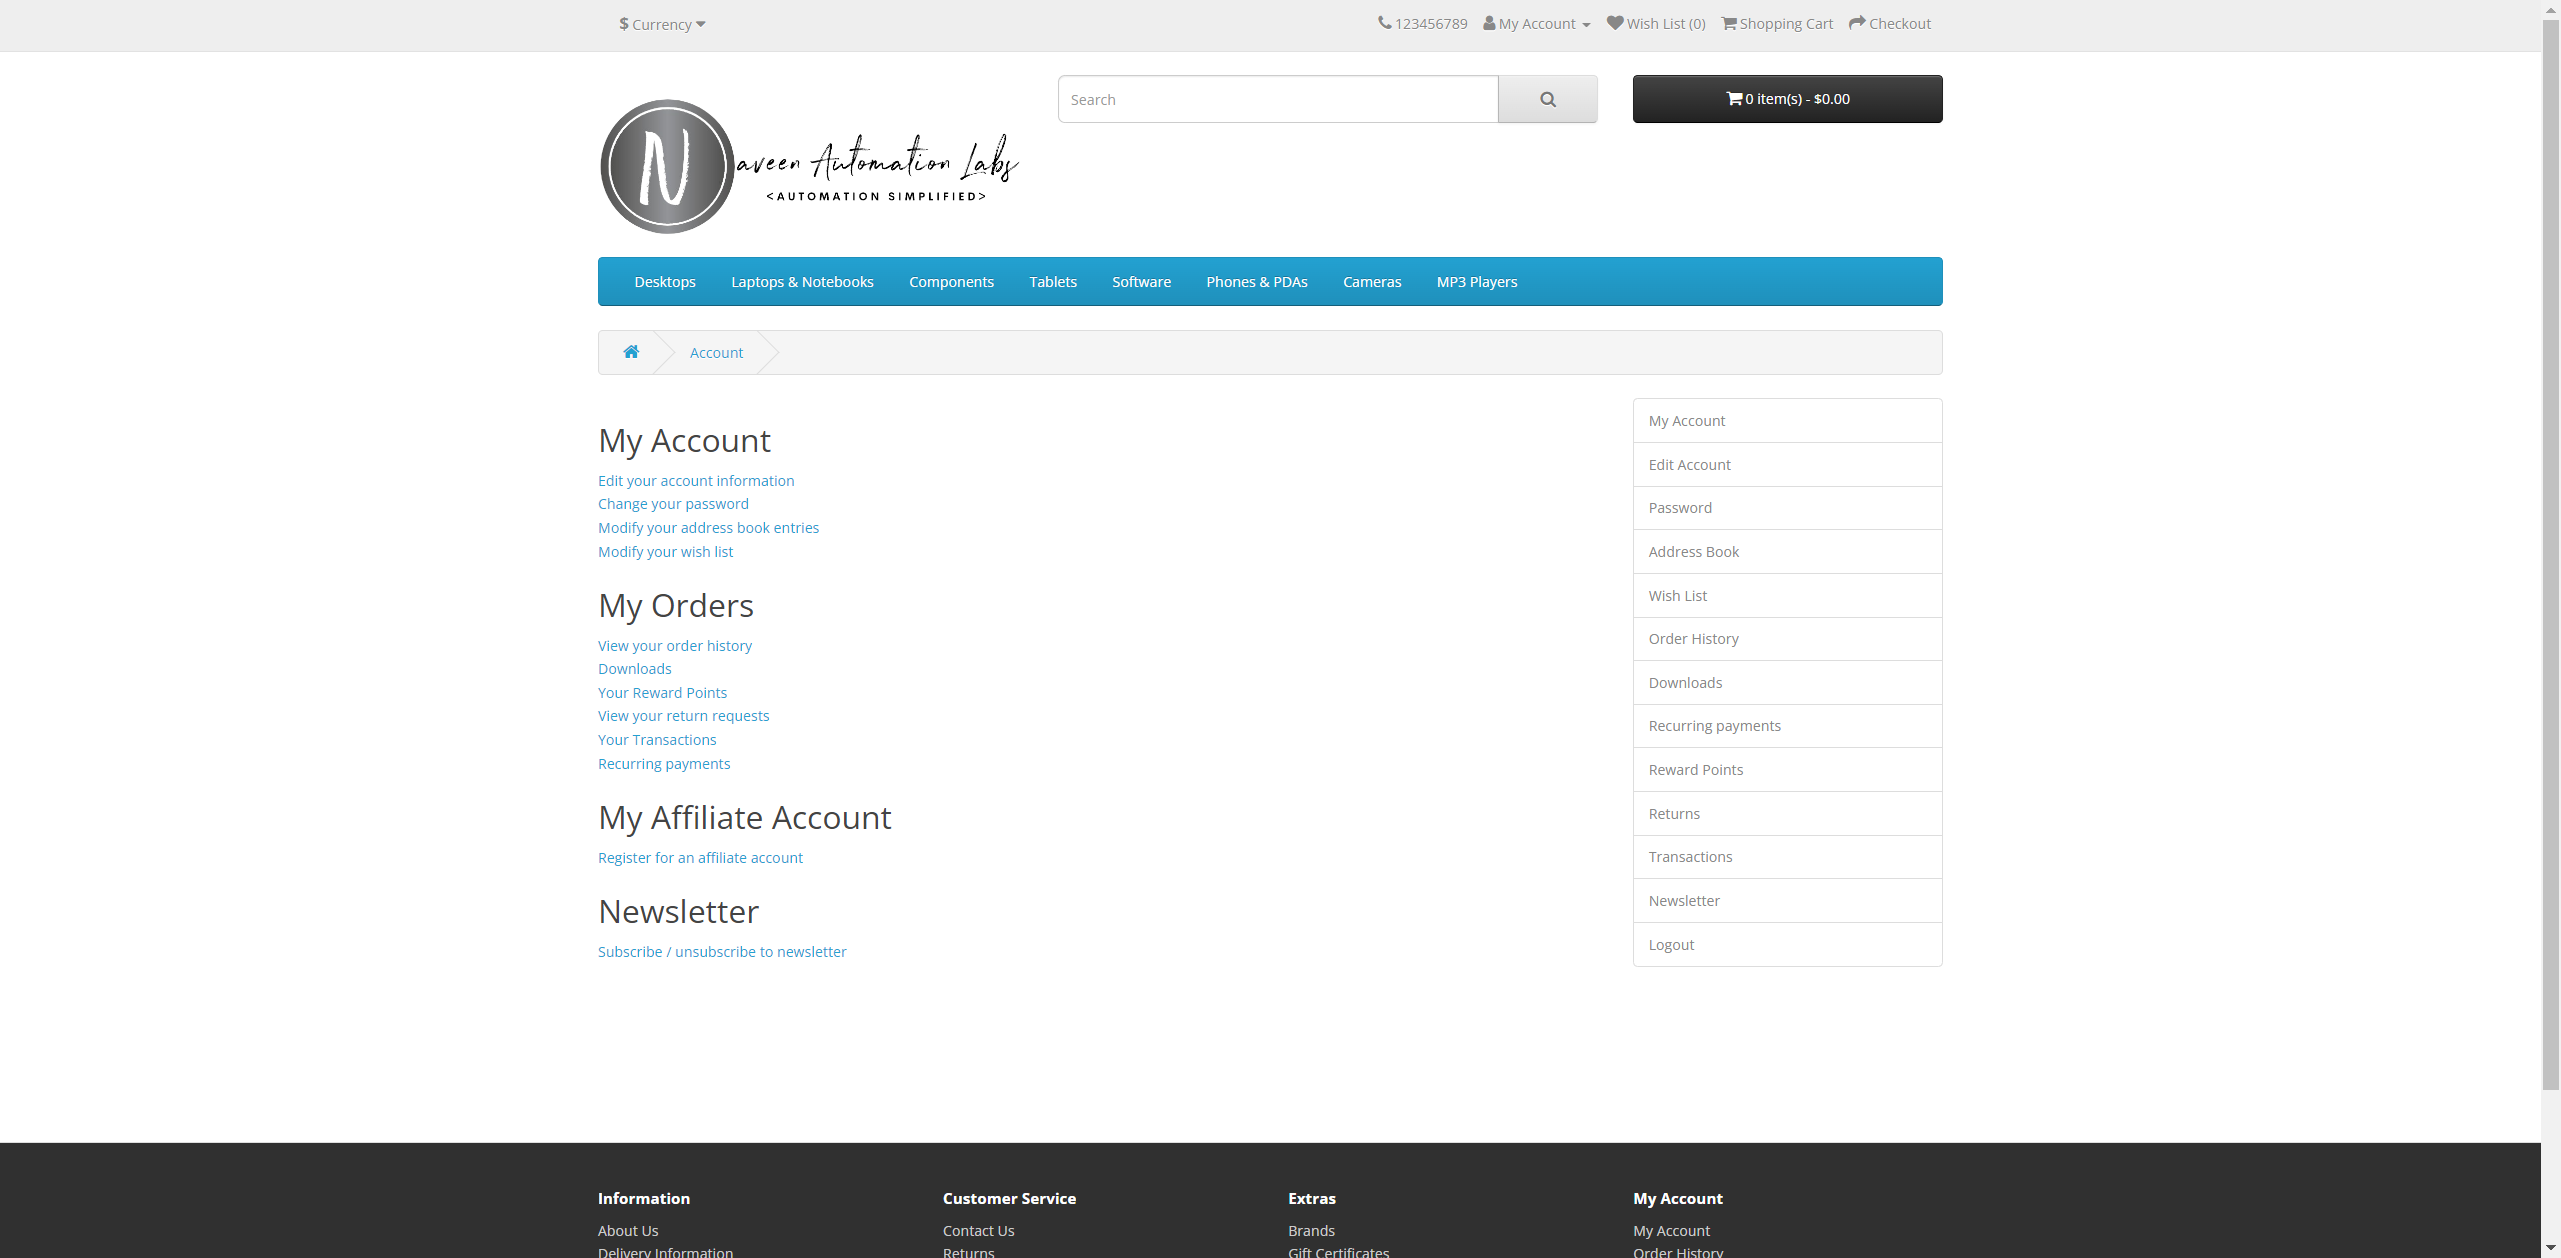 $ Currency
123456789 My Account Wish List (0) Shopping Cart Checkout
Search
0 item(s) - $0.00
N aveen Automation Labs
<AUTOMATION SIMPLIFIED>
Desktops Laptops & Notebooks Components Tablets Software Phones & PDAs Cameras MP3 Players
Account
My Account
Edit your account information
Change your password
Modify your address book entries
Modify your wish list
My Orders
View your order history
Downloads
Your Reward Points
View your return requests
Your Transactions
Recurring payments
My Affiliate Account
Register for an affiliate account
Newsletter
Subscribe / unsubscribe to newsletter
My Account
Edit Account
Password
Address Book
Wish List
Order History
Downloads
Recurring payments
Reward Points
Returns
Transactions
Newsletter
Logout
Information
About Us
Delivery Information
Customer Service
Contact Us
Returns
Extras
Brands
Gift Certificates
My Account
My Account
Order History